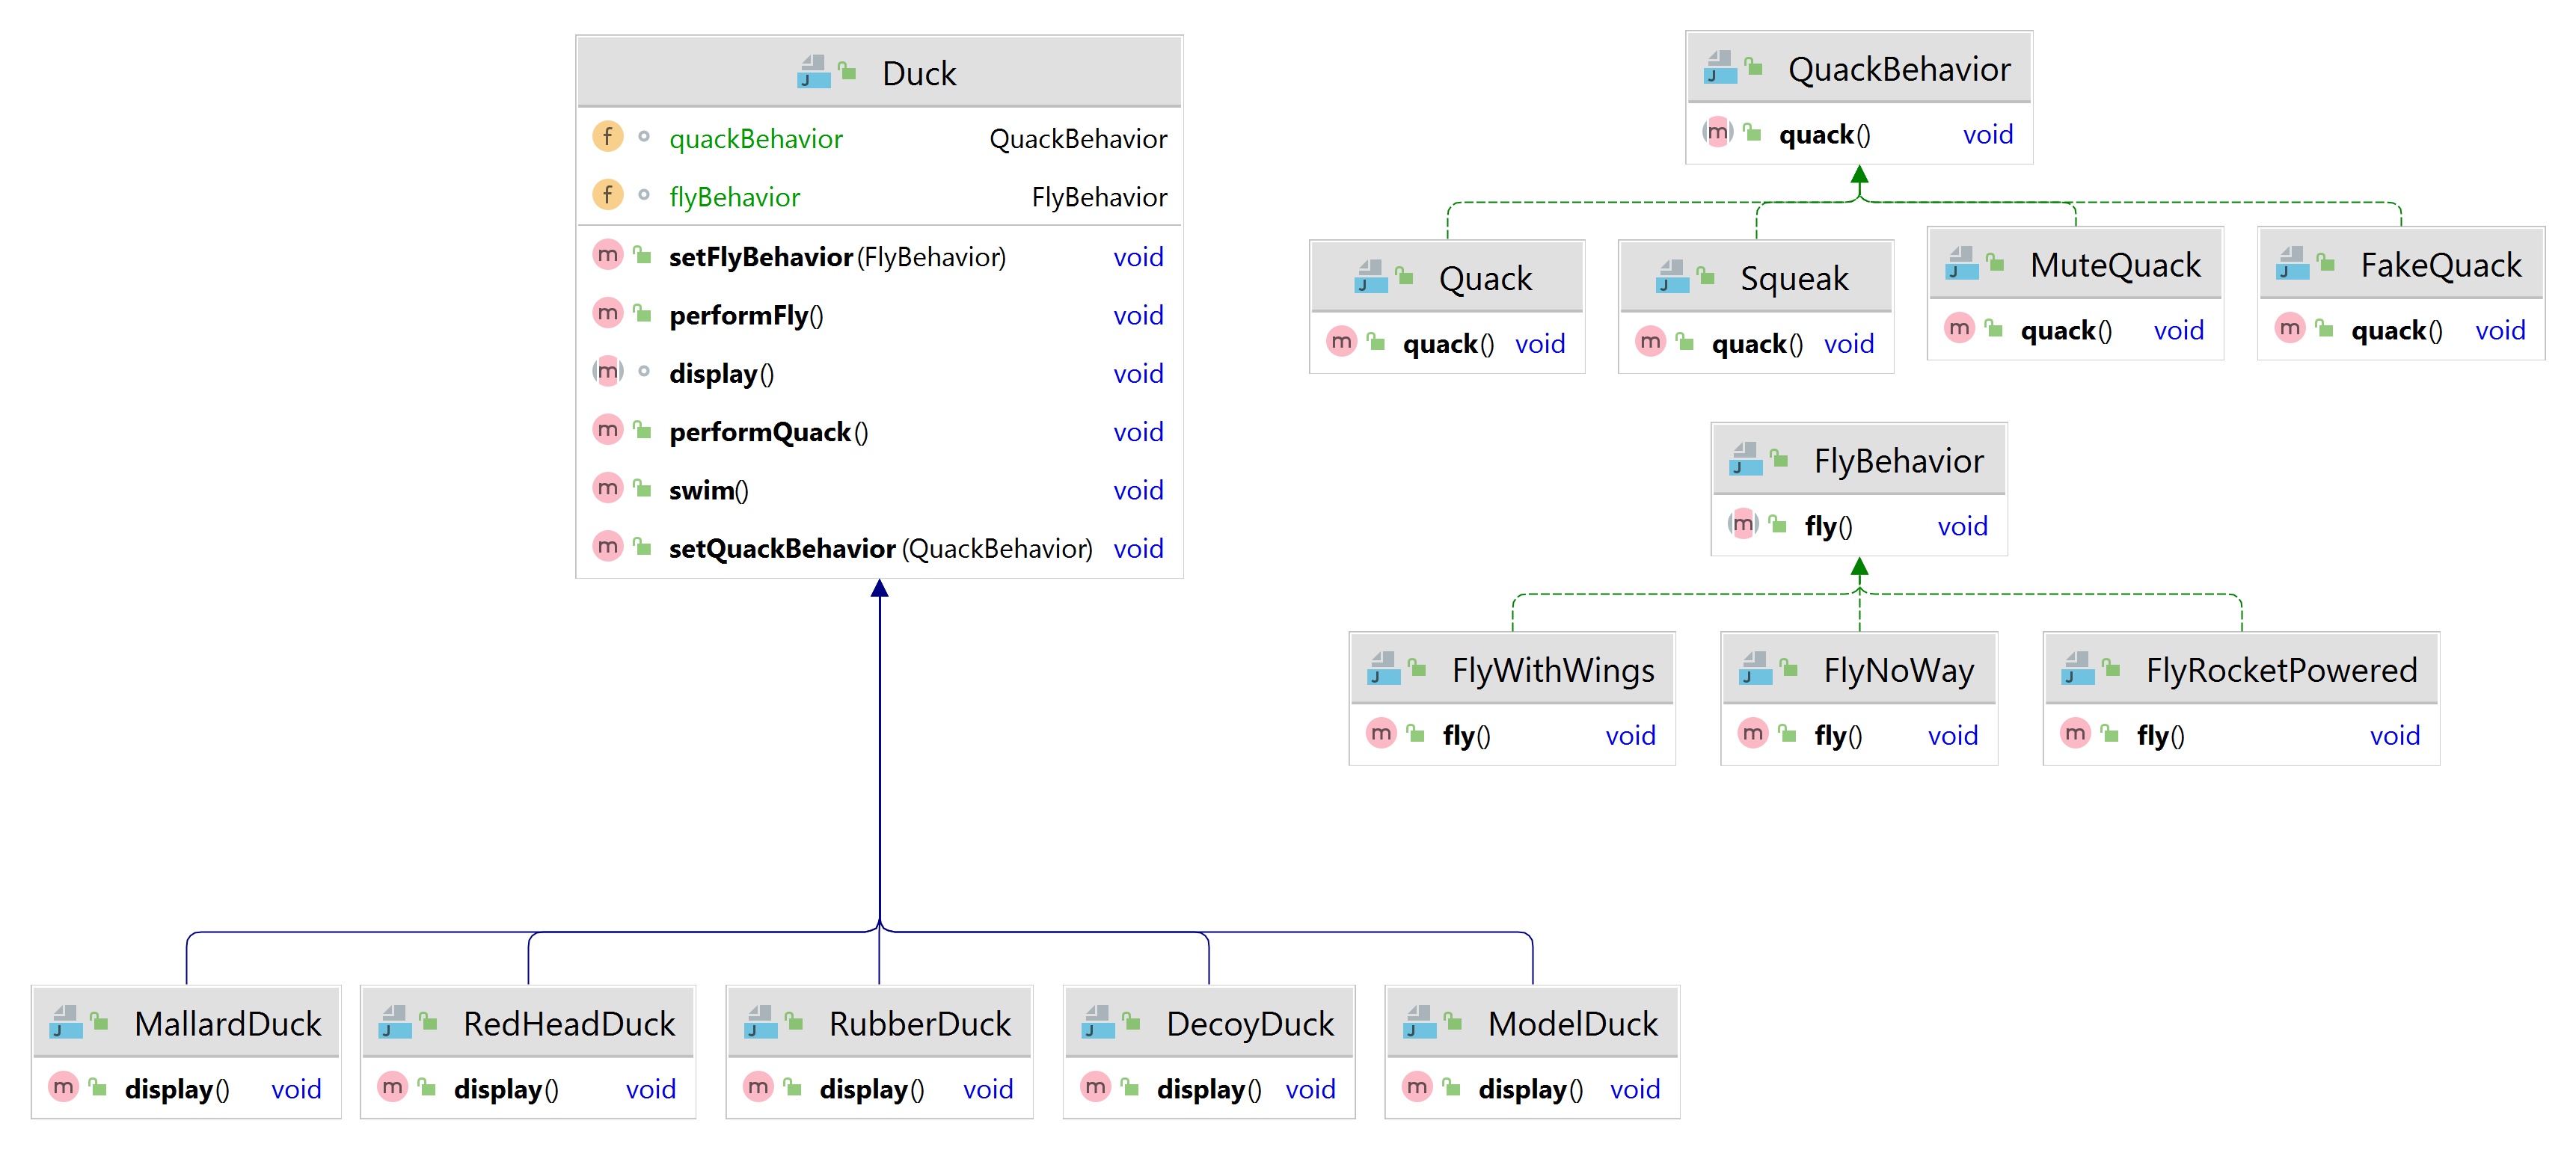 Duck
quackBehavior QuackBehavior
flyBehavior FlyBehavior
setFlyBehavior(FlyBehavior) void
performFly() void
display() void
performQuack() void
swim() void
setQuackBehavior(QuackBehavior) void
QuackBehavior
quack() void
Quack
quack() void
Squeak
quack() void
MuteQuack
quack() void
FakeQuack
quack() void
FlyBehavior
fly() void
FlyWithWings
fly() void
FlyNoWay
fly() void
FlyRocketPowered
fly() void
MallardDuck
display() void
RedHeadDuck
display() void
RubberDuck
display() void
DecoyDuck
display() void
ModelDuck
display() void